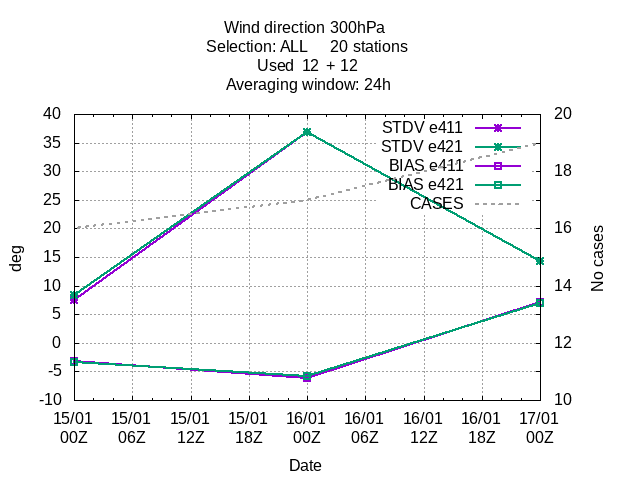 Wind direction 300hPa
Selection: ALL 20 stations
Used 12 + 12
Averaging window: 24h
40
35
30
25
20
15
10
5
0
-5
-10
deg
20
18
16
14
12
10
No cases
STDV e411
STDV e421
BIAS e411
BIAS e421
CASES
15/01 15/01 15/01 15/01 16/01 16/01 16/01 16/01 17/01
00Z 06Z 12Z 18Z 00Z 06Z 12Z 18Z 00Z
Date